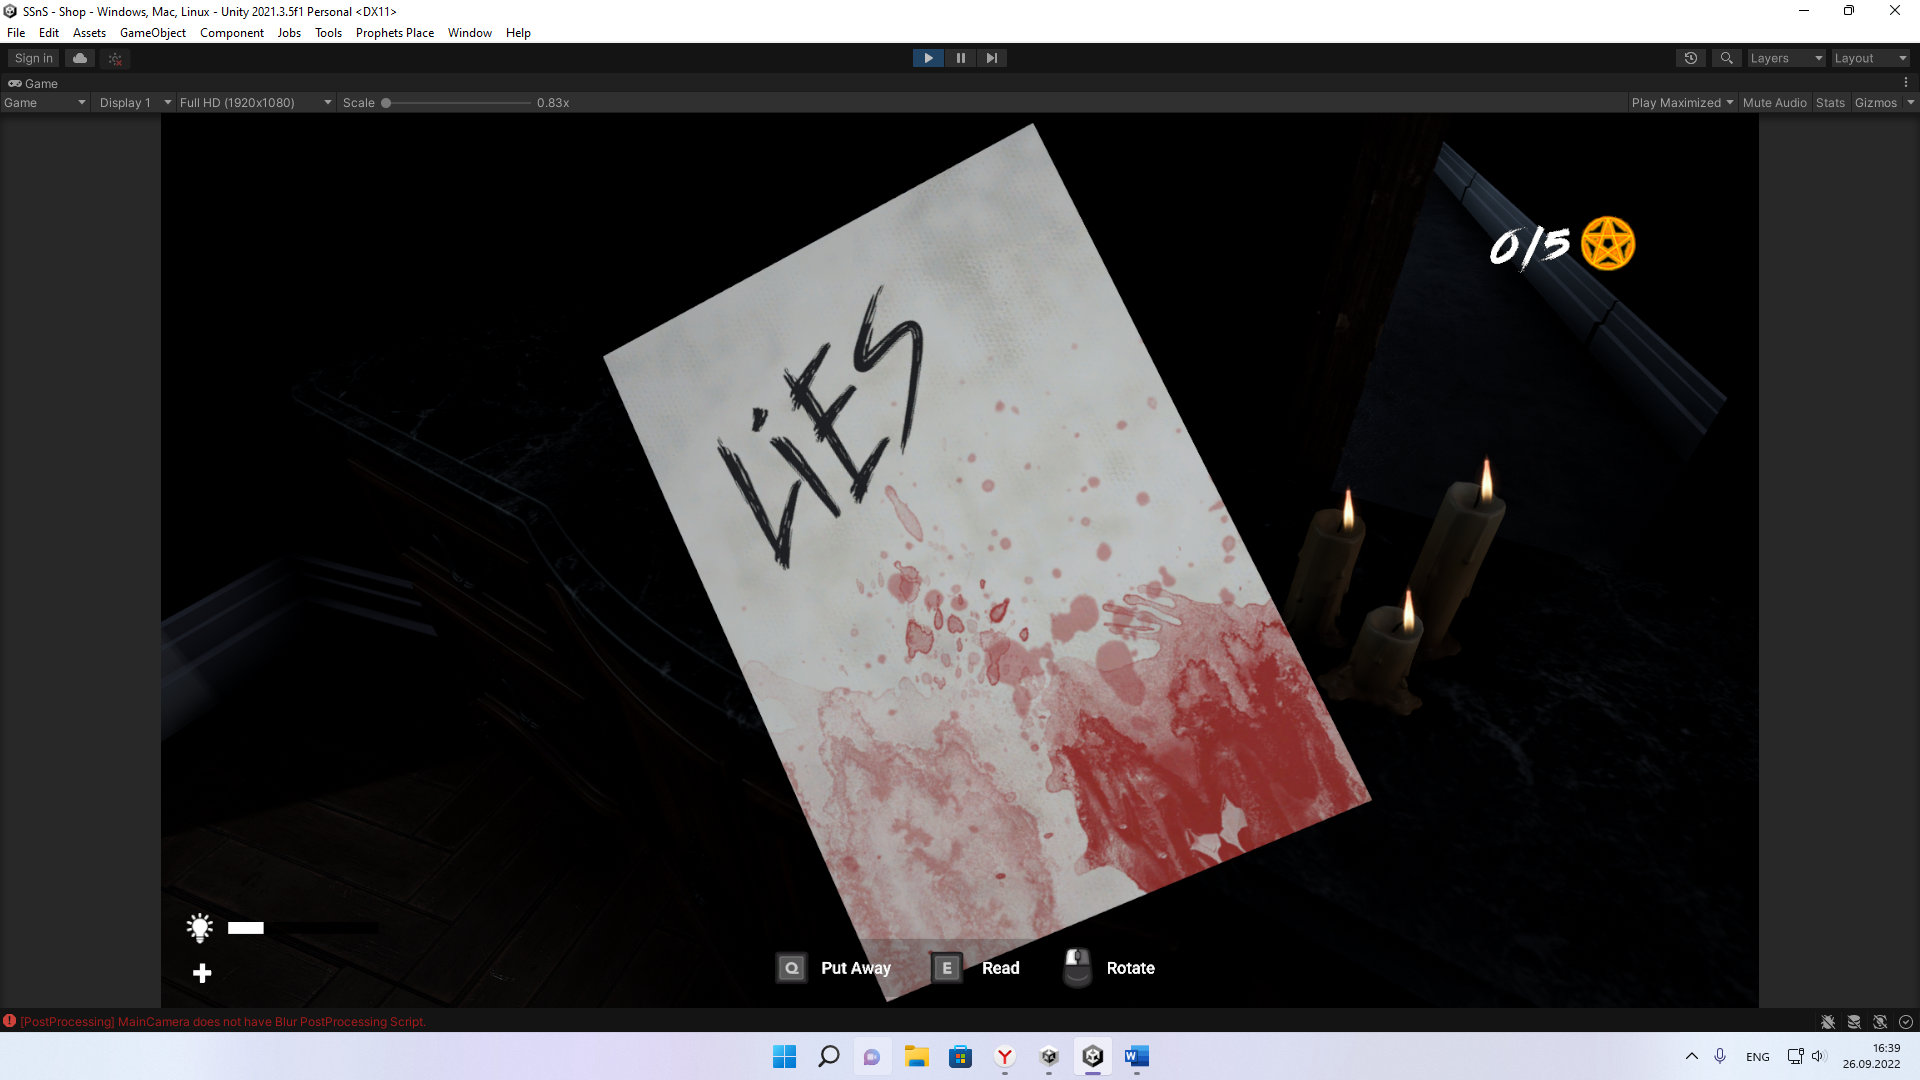 SSnS - Shop - Windows, Mac, Linux - Unity 2021.3.5f1 Personal <DX11>
File Edit Assets GameObject Component Jobs Tools Prophets Place Window Help
Sign in Layers Layout
Game
Game Display 1 Full HD (1920x1080) Scale 0.83x Play Maximized Mute Audio Stats Gizmos
0/5
LiES
Q Put Away E Read Rotate
[PostProcessing] MainCamera does not have Blur PostProcessing Script.
ENG
16:39
26.09.2022